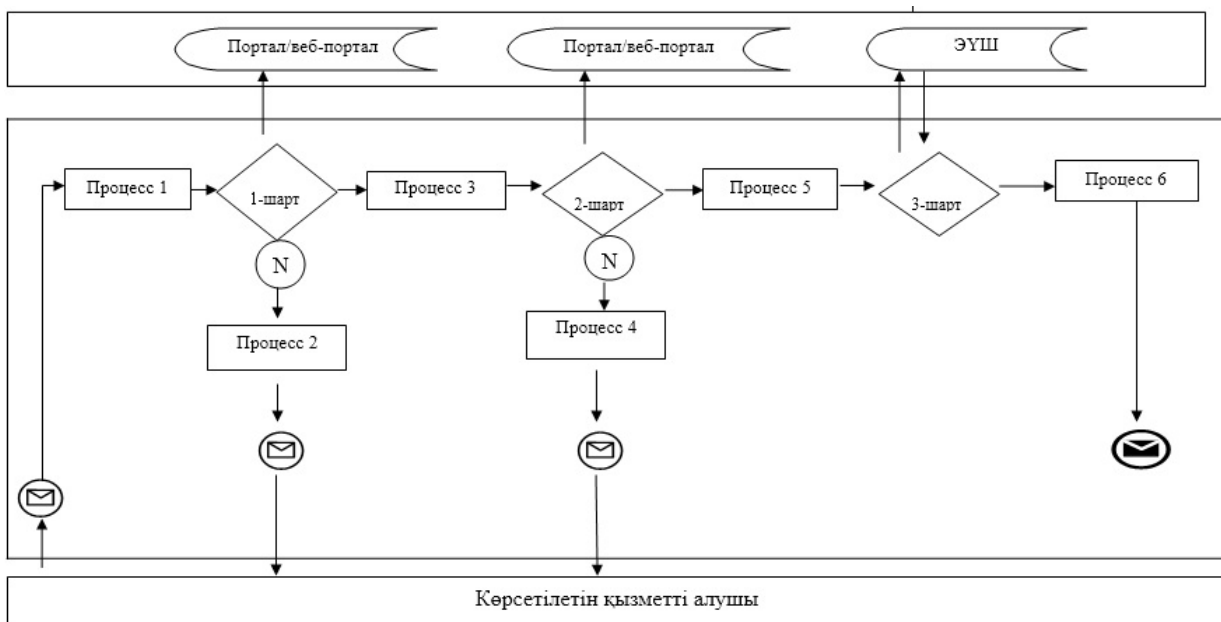 Портал/веб-портал
Портал/веб-портал
ЭҮШ
Процесс 1
1-шарт
Процесс 3
2-шарт
Процесс 5
3-шарт
Процесс 6
N
N
Процесс 2
Процесс 4
Көрсетілетін қызметті алушы